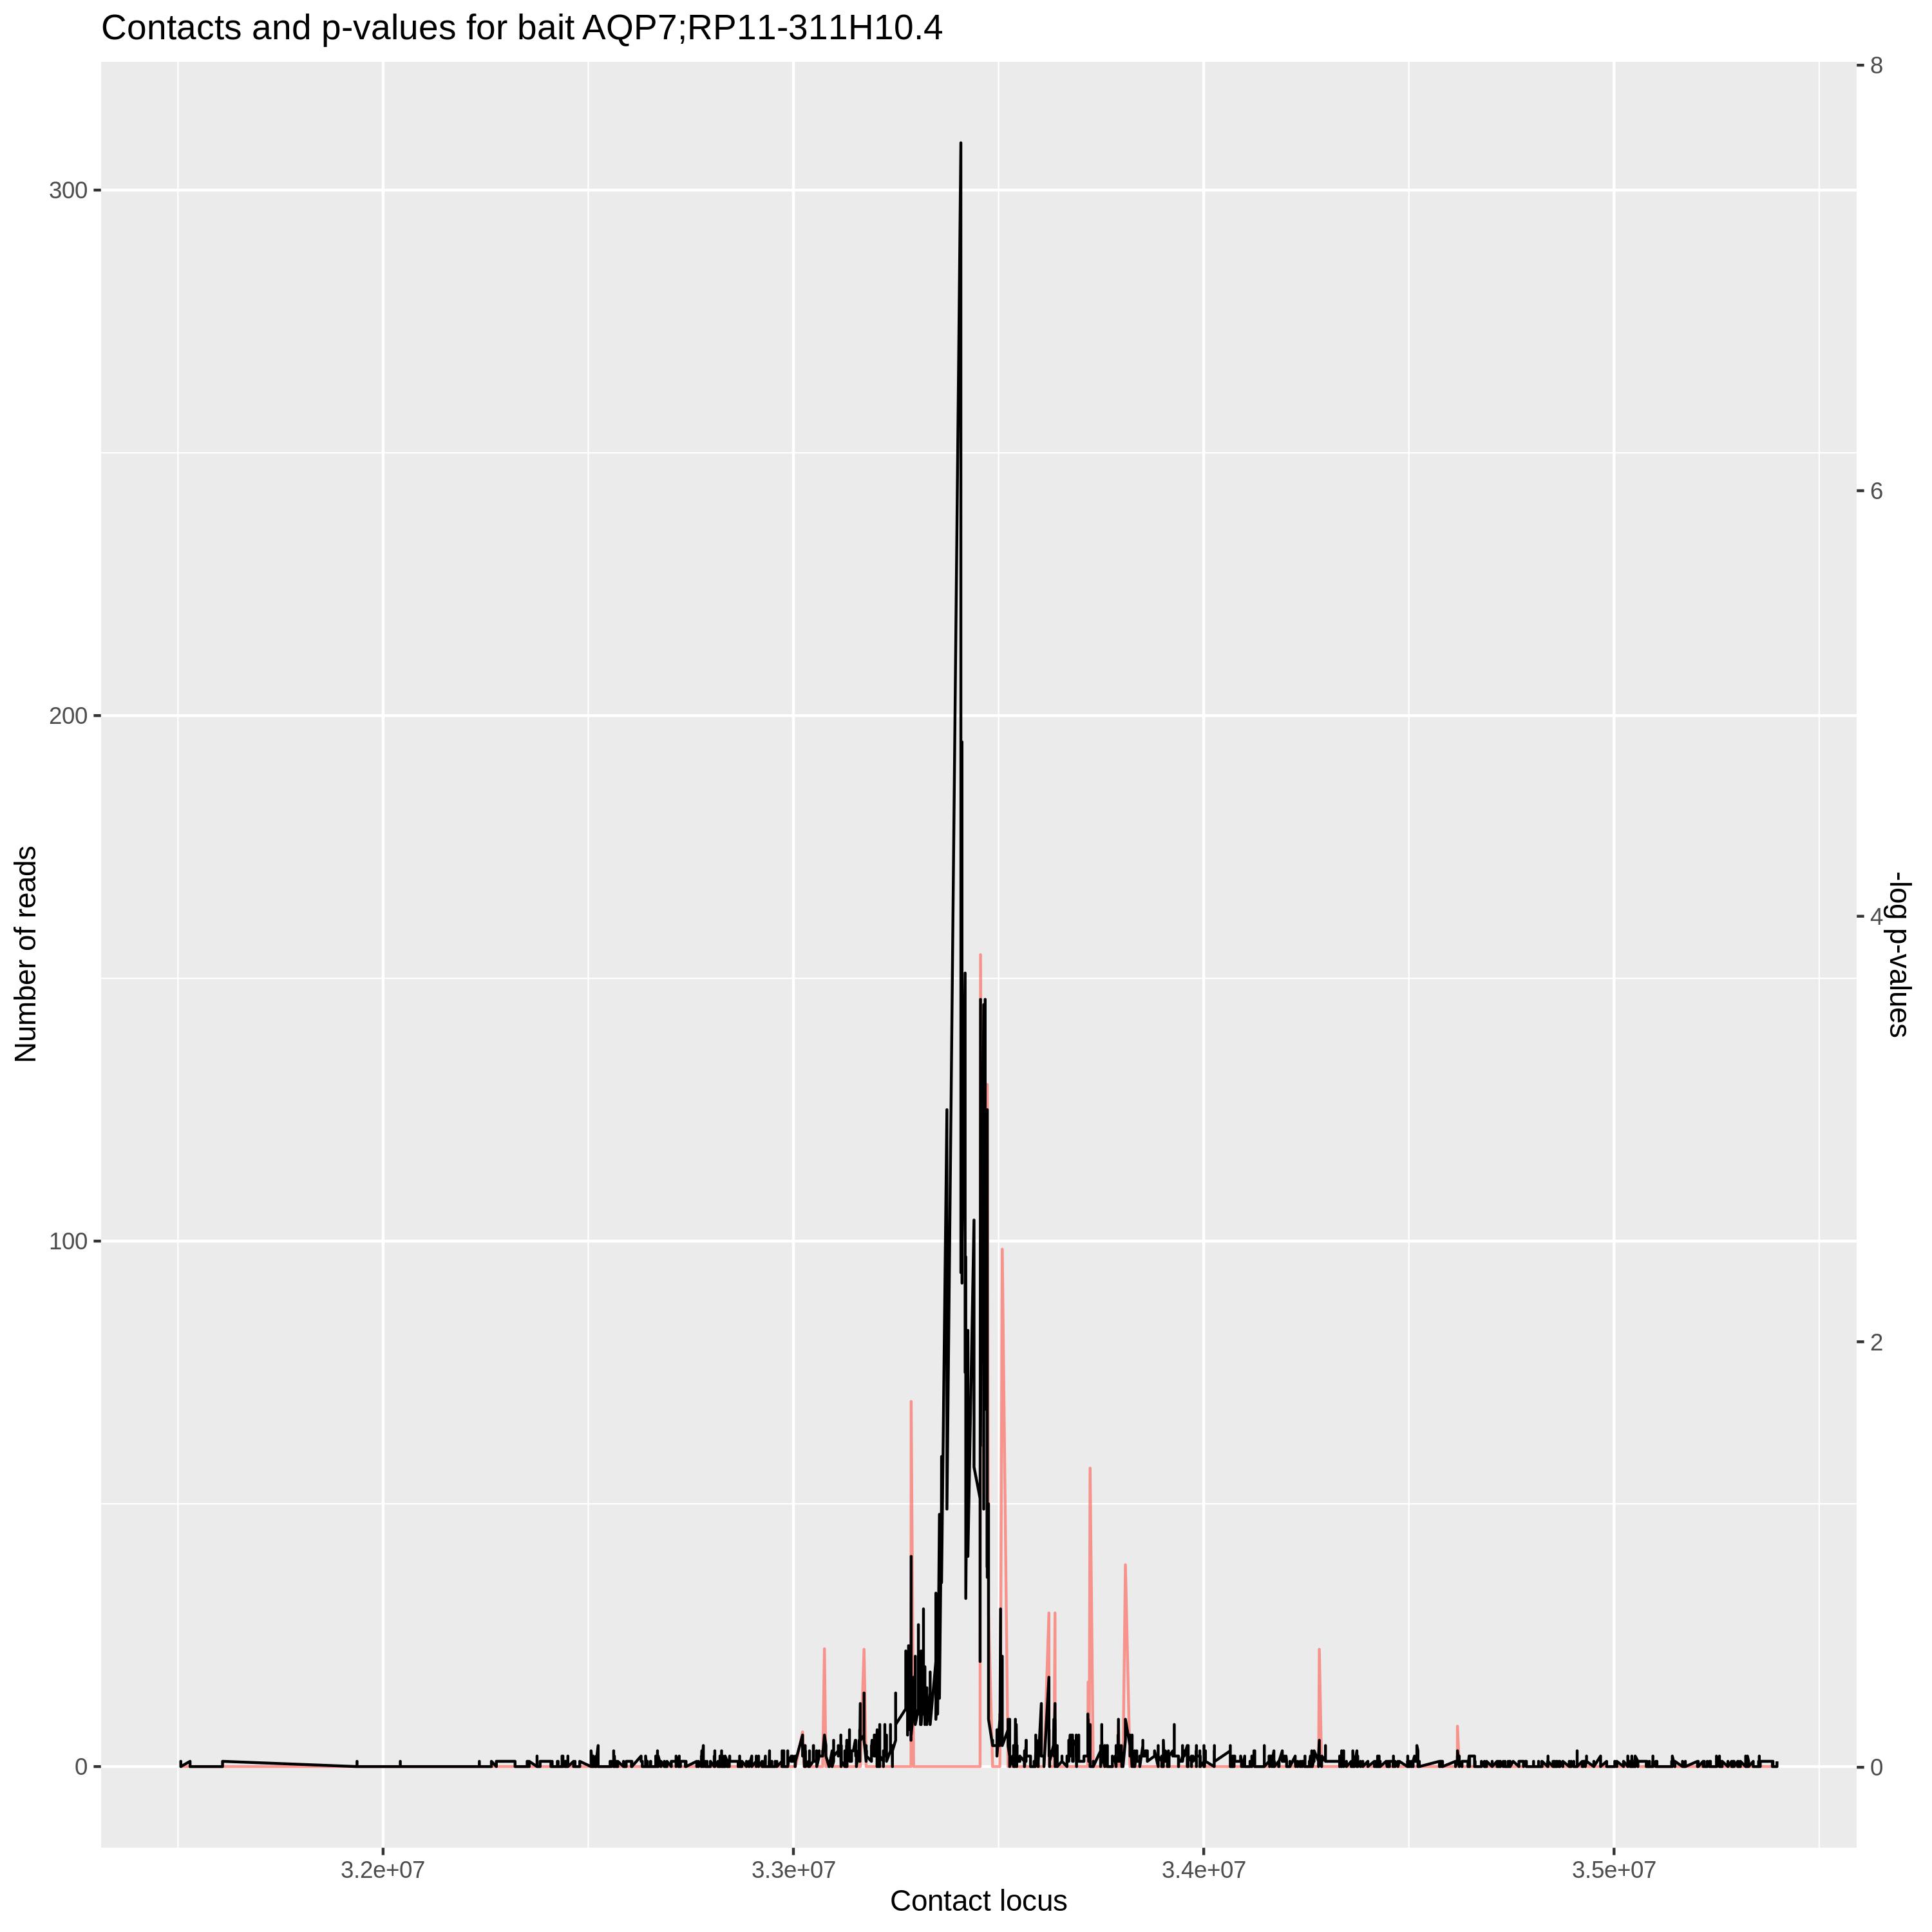 Contacts and p-values for bait AQP7;RP11-311H10.4
Number of reads
300
200
100
0
8
6
4
2
0
-log p-values
3.2e+07
3.3e+07
3.4e+07
3.5e+07
Contact locus